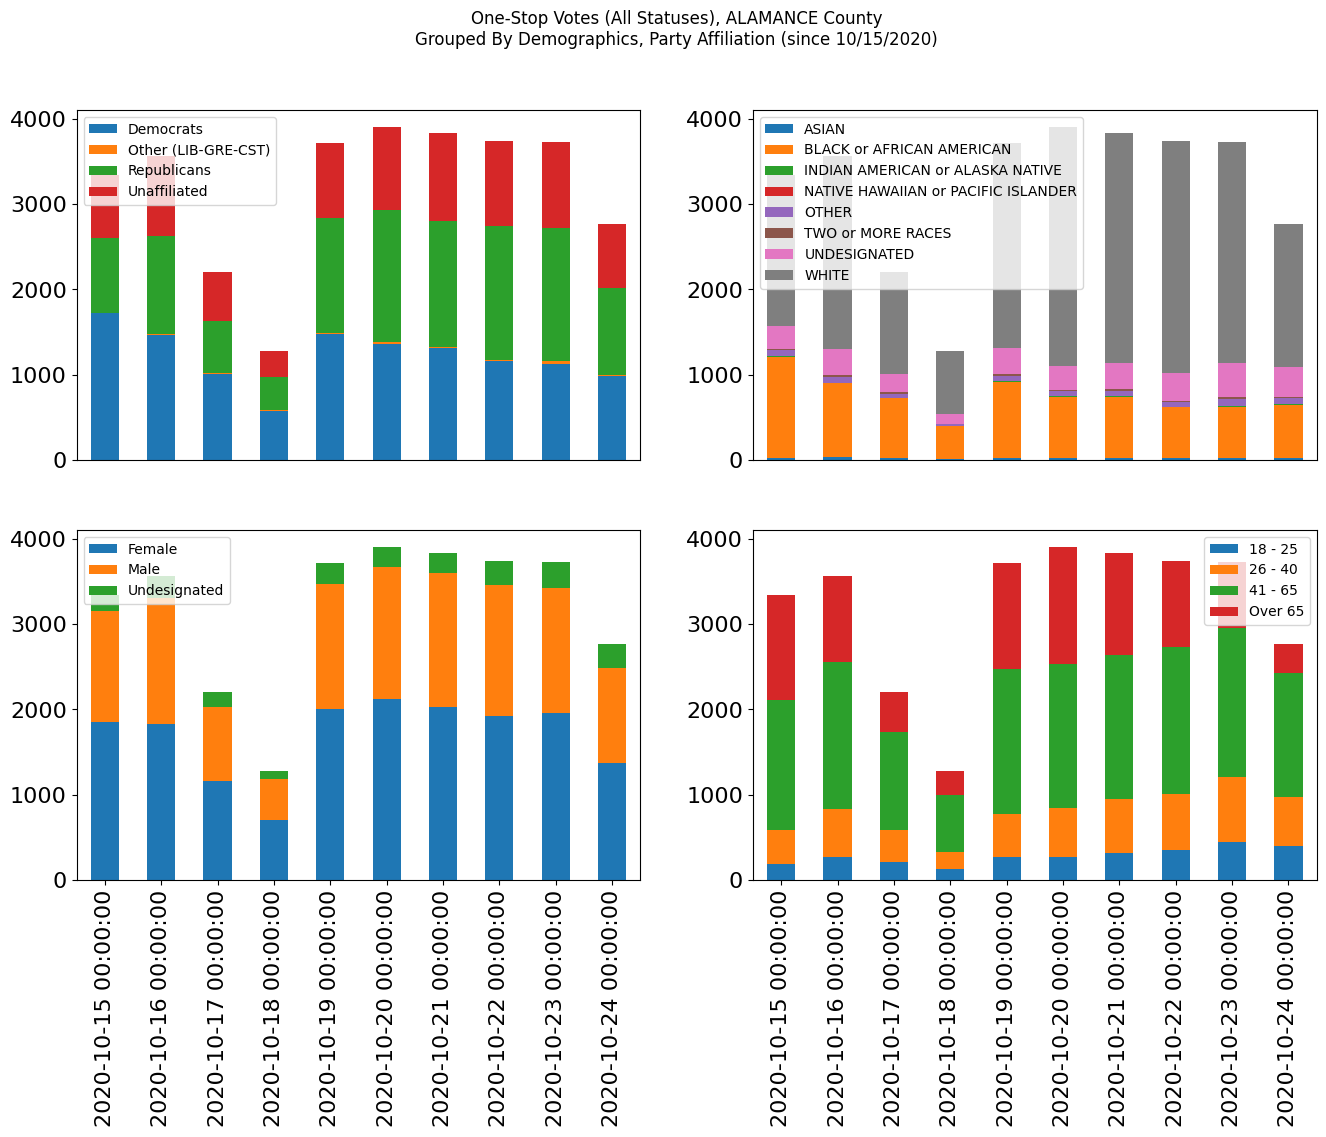 One-Stop Votes (All Statuses), ALAMANCE County
Grouped By Demographics, Party Affiliation (since 10/15/2020)
4000
3000
2000
1000
0
Democrats
Other (LIB-GRE-CST)
Republicans
Unaffiliated
4000
3000
2000
1000
0
ASIAN
BLACK or AFRICAN AMERICAN
INDIAN AMERICAN or ALASKA NATIVE
NATIVE HAWAIIAN or PACIFIC ISLANDER
OTHER
TWO or MORE RACES
UNDESIGNATED
WHITE
4000
3000
2000
1000
0
Female
Male
Undesignated
2020-10-15 00:00:00
2020-10-16 00:00:00
2020-10-17 00:00:00
2020-10-18 00:00:00
2020-10-19 00:00:00
2020-10-20 00:00:00
2020-10-21 00:00:00
2020-10-22 00:00:00
2020-10-23 00:00:00
2020-10-24 00:00:00
4000
3000
2000
1000
0
18 - 25
26 - 40
41 - 65
Over 65
2020-10-15 00:00:00
2020-10-16 00:00:00
2020-10-17 00:00:00
2020-10-18 00:00:00
2020-10-19 00:00:00
2020-10-20 00:00:00
2020-10-21 00:00:00
2020-10-22 00:00:00
2020-10-23 00:00:00
2020-10-24 00:00:00